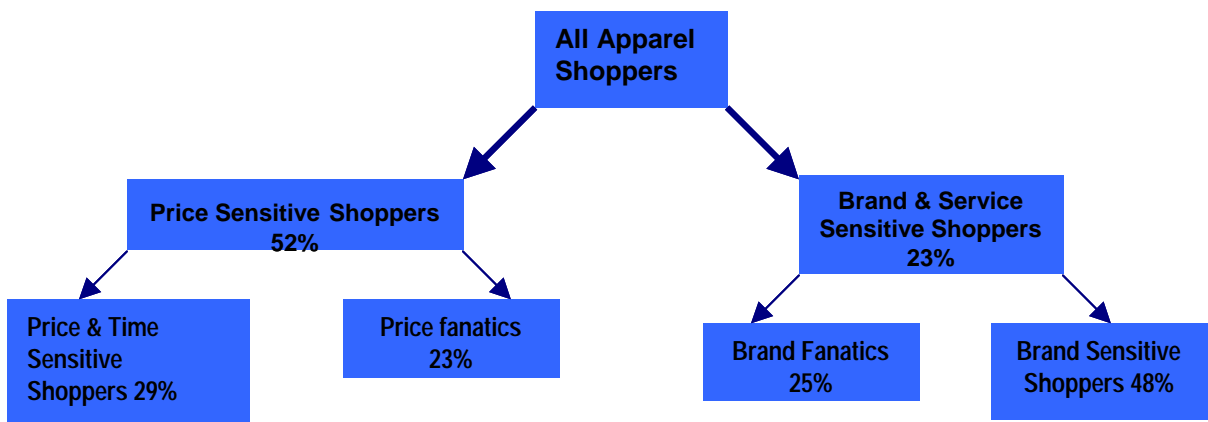 All Apparel
Shoppers
Price Sensitive Shoppers
52%
Brand & Service
Sensitive Shoppers
23%
Price & Time
Sensitive
Shoppers 29%
Price fanatics
23%
Brand Fanatics
25%
Brand Sensitive
Shoppers 48%